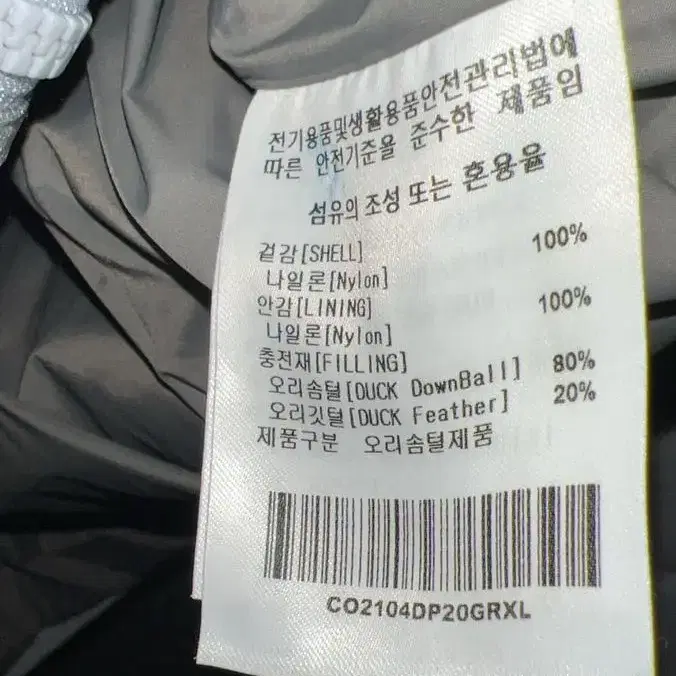 전기용품및생활용품안전관리법에
따른 안전기준을 준수한 제품임
섬유의 조성 또는 혼용율
겉감[SHELL]
나일론[Nylon] 100%
안감[LINING]
나일론[Nylon] 100%
충전재[FILLING]
오리솜털[DUCK DownBall] 80%
오리깃털[DUCK Feather] 20%
제품구분 오리솜털제품
CO2104DP20GRXL